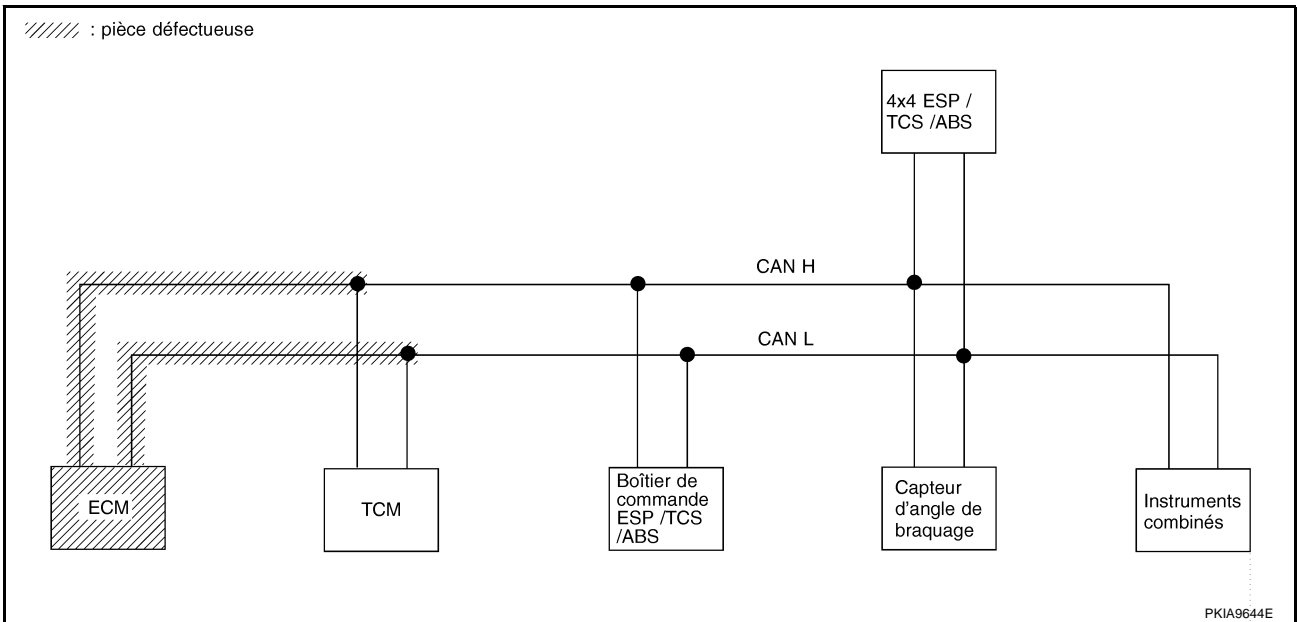 : pièce défectueuse
4x4 ESP /
TCS /ABS
CAN H
CAN L
ECM
TCM
Boîtier de
commande
ESP /TCS
/ABS
Capteur
d'angle de
braquage
Instruments
combinés
PKIA9644E